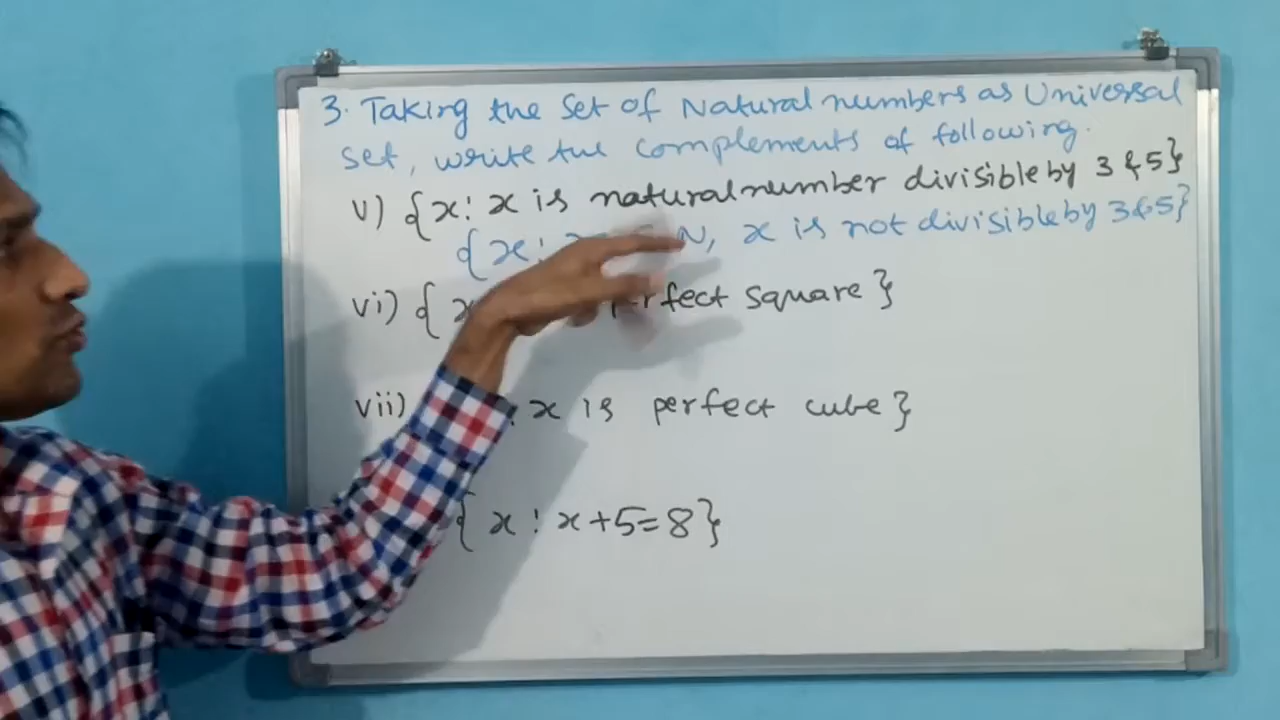 3. Taking the set of Natural numbers as Universal
set, write the complements of following.
v) {x: x is natural number divisible by 3 & 5}
{x: N, x is not divisible by 3 & 5}
vi) { perfect square }
vii) x is perfect cube }
{ x : x+5=8}